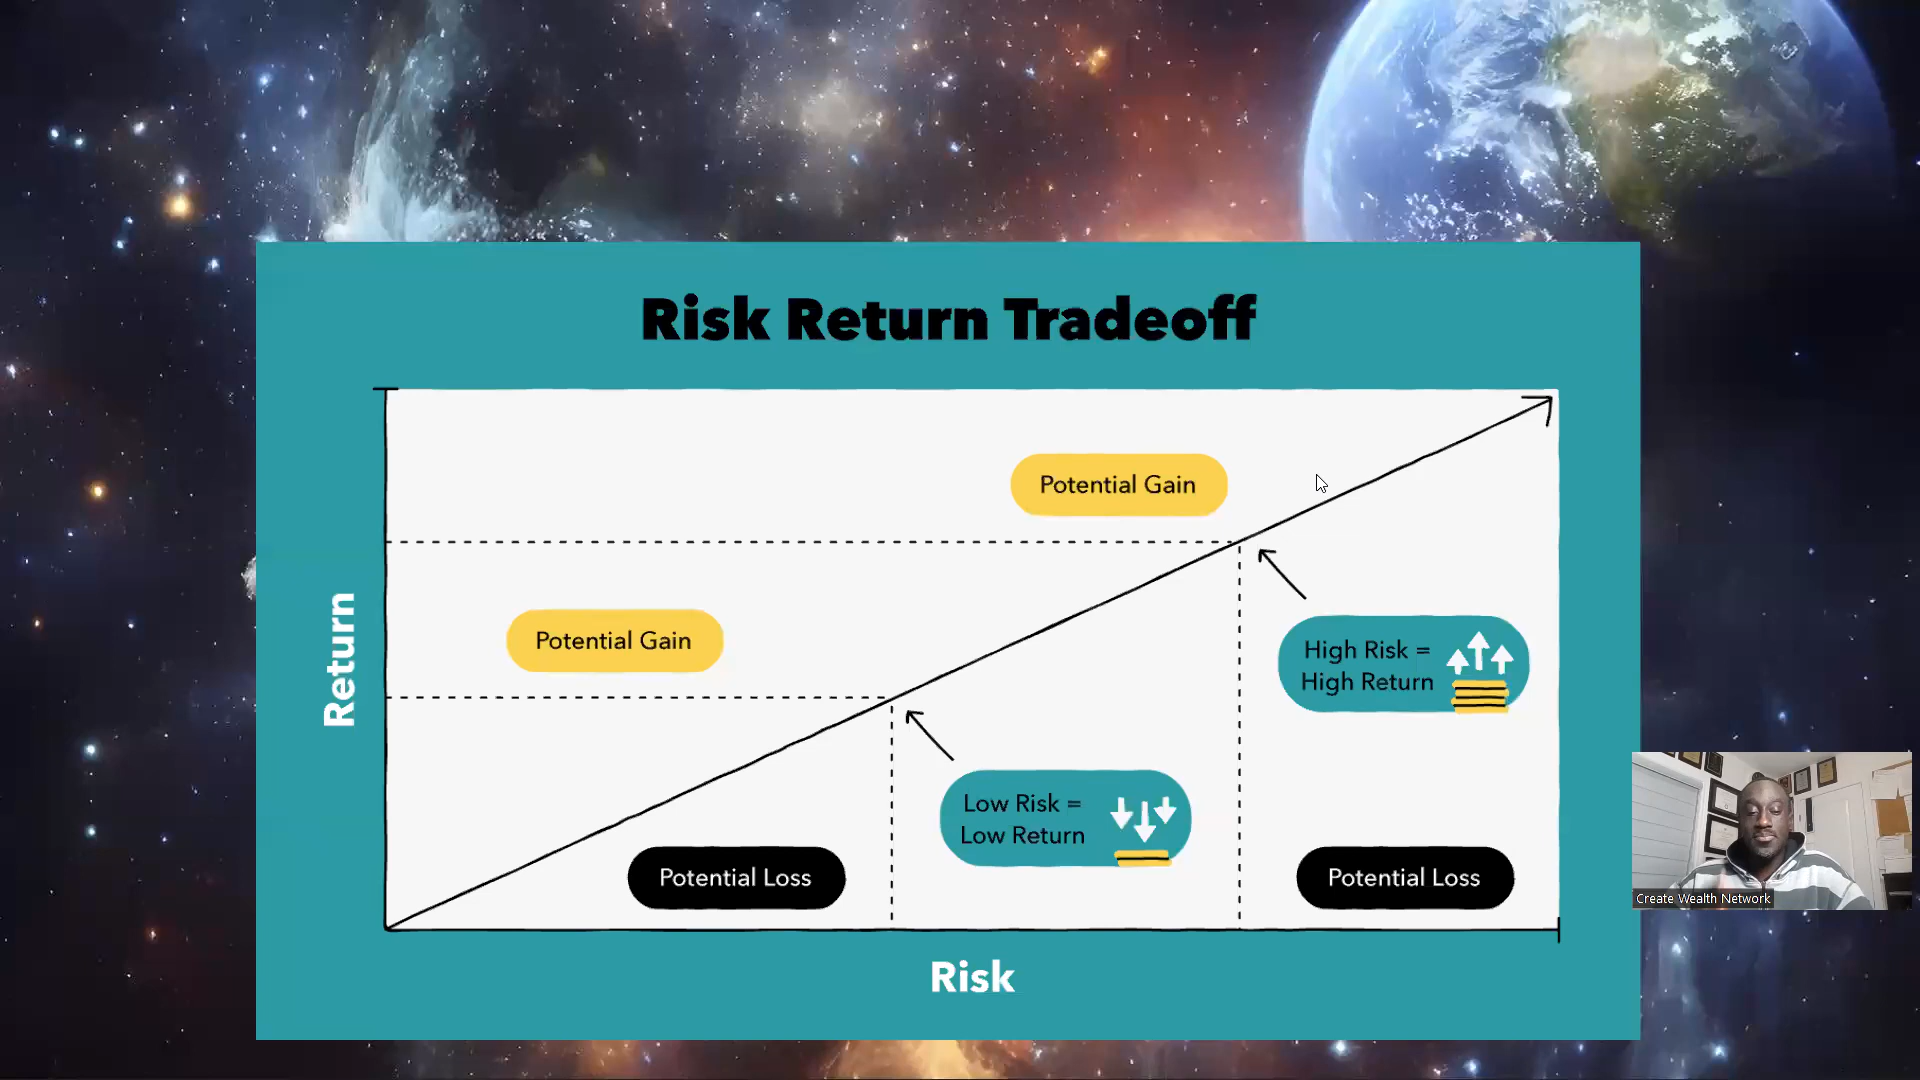 Risk Return Tradeoff
Potential Gain
Potential Gain
High Risk =
High Return
Return
Low Risk =
Low Return
Potential Loss
Potential Loss
Create Wealth Network
Risk